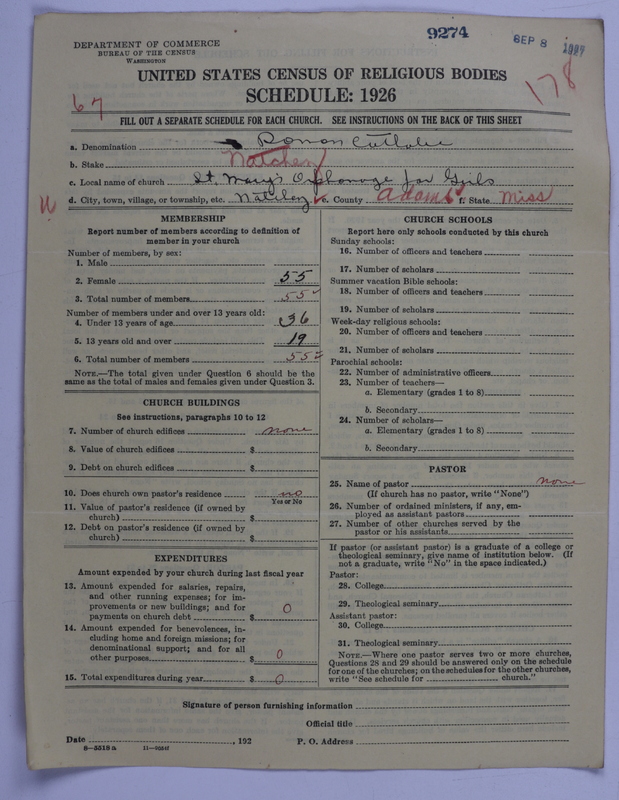 9274
SEP 8 1927
DEPARTMENT OF COMMERCE
BUREAU OF THE CENSUS
WASHINGTON
UNITED STATES CENSUS OF RELIGIOUS BODIES
SCHEDULE: 1926
67
178
FILL OUT A SEPARATE SCHEDULE FOR EACH CHURCH. SEE INSTRUCTIONS ON THE BACK OF THIS SHEET
a. Denomination Roman Catholic
b. Stake Natchez
c. Local name of church St. Mary's Orphanage for Girls
d. City, town, village, or township, etc. Natchez e. County Adams f. State Miss
MEMBERSHIP
Report number of members according to definition of
member in your church
Number of members, by sex:
1. Male
2. Female 55
3. Total number of members 55
Number of members under and over 13 years old:
4. Under 13 years of age 36
5. 13 years old and over 19
6. Total number of members 55
NOTE.—The total given under Question 6 should be the
same as the total of males and females given under Question 3.
CHURCH BUILDINGS
See instructions, paragraphs 10 to 12
7. Number of church edifices none
8. Value of church edifices $
9. Debt on church edifices $
10. Does church own pastor's residence no
Yes or No
11. Value of pastor's residence (if owned by
church) $
12. Debt on pastor's residence (if owned by
church) $
EXPENDITURES
Amount expended by your church during last fiscal year
13. Amount expended for salaries, repairs,
and other running expenses; for im-
provements or new buildings; and for
payments on church debt $ 0
14. Amount expended for benevolences, in-
cluding home and foreign missions; for
denominational support; and for all
other purposes $ 0
15. Total expenditures during year $ 0
CHURCH SCHOOLS
Report here only schools conducted by this church
Sunday schools:
16. Number of officers and teachers
17. Number of scholars
Summer vacation Bible schools:
18. Number of officers and teachers
19. Number of scholars
Week-day religious schools:
20. Number of officers and teachers
21. Number of scholars
Parochial schools:
22. Number of administrative officers
23. Number of teachers—
a. Elementary (grades 1 to 8)
b. Secondary
24. Number of scholars—
a. Elementary (grades 1 to 8)
b. Secondary
PASTOR
25. Name of pastor none
(If church has no pastor, write "None")
26. Number of ordained ministers, if any, em-
ployed as assistant pastors
27. Number of other churches served by the
pastor or his assistants
If pastor (or assistant pastor) is a graduate of a college or
theological seminary, give name of institution below. (If
not a graduate, write "No" in the space indicated.)
Pastor:
28. College
29. Theological seminary
Assistant pastor:
30. College
31. Theological seminary
NOTE.—Where one pastor serves two or more churches,
Questions 28 and 29 should be answered only on the schedule
for one of the churches; on the schedules for the other churches,
write "See schedule for church."
Signature of person furnishing information
Official title
Date , 192 P. O. Address
8—5518 a